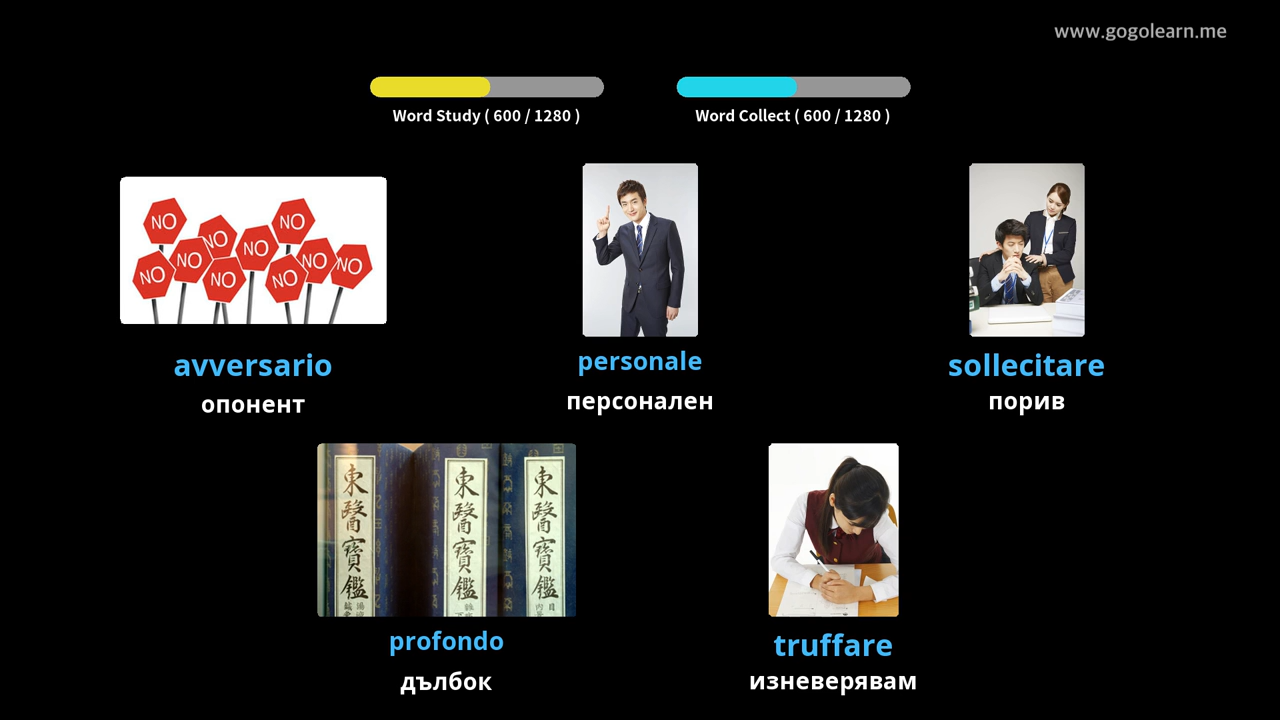 www.gogolearn.me
Word Study ( 600 / 1280 )
Word Collect ( 600 / 1280 )
NO
NO
NO
NO
NO
NO
NO
NO
NO
avversario
опонент
personale
персонален
sollecitare
порив
東醫寶鑑
東醫寶鑑
東醫寶鑑
profondo
дълбок
truffare
изневерявам